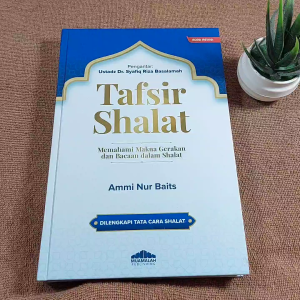 Pengantar:
Ustadz Dr. Syafiq Riza Basalamah
Tafsir
Shalat
Memahami Makna Gerakan
dan Bacaan dalam Shalat
Ammi Nur Baits
DILENGKAPI TATA CARA SHALAT
MUAMALAH